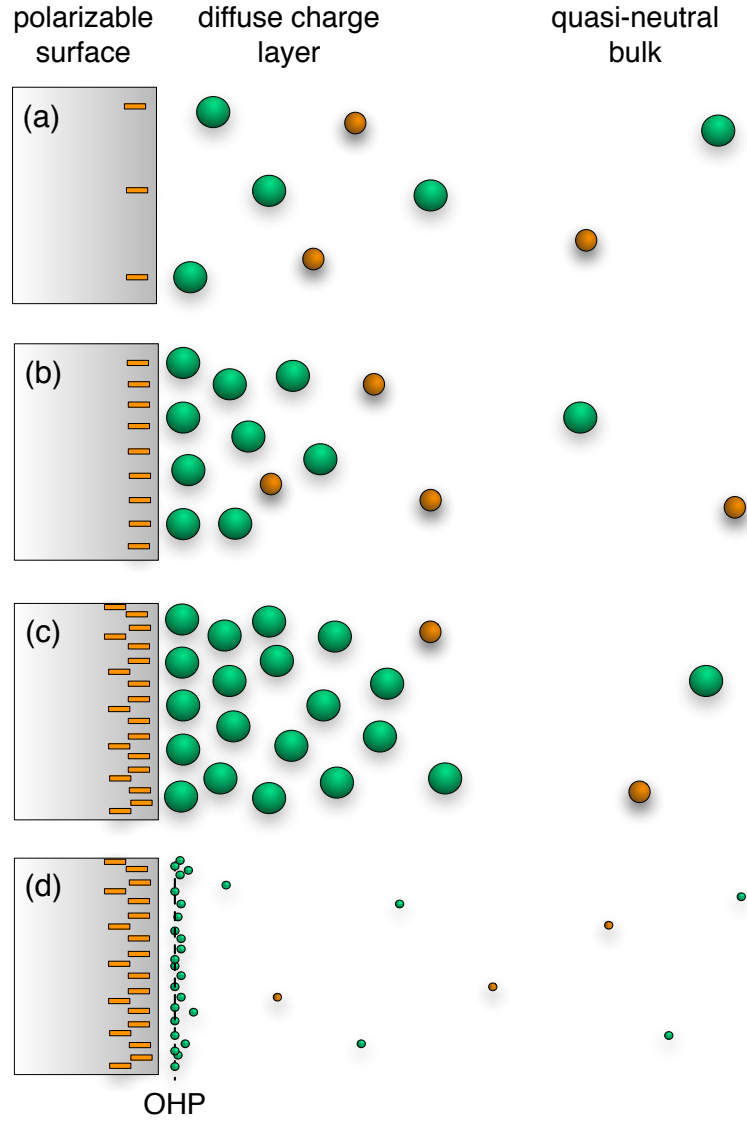 polarizable diffuse charge quasi-neutral
surface layer bulk
(a)
(b)
(c)
(d)
OHP